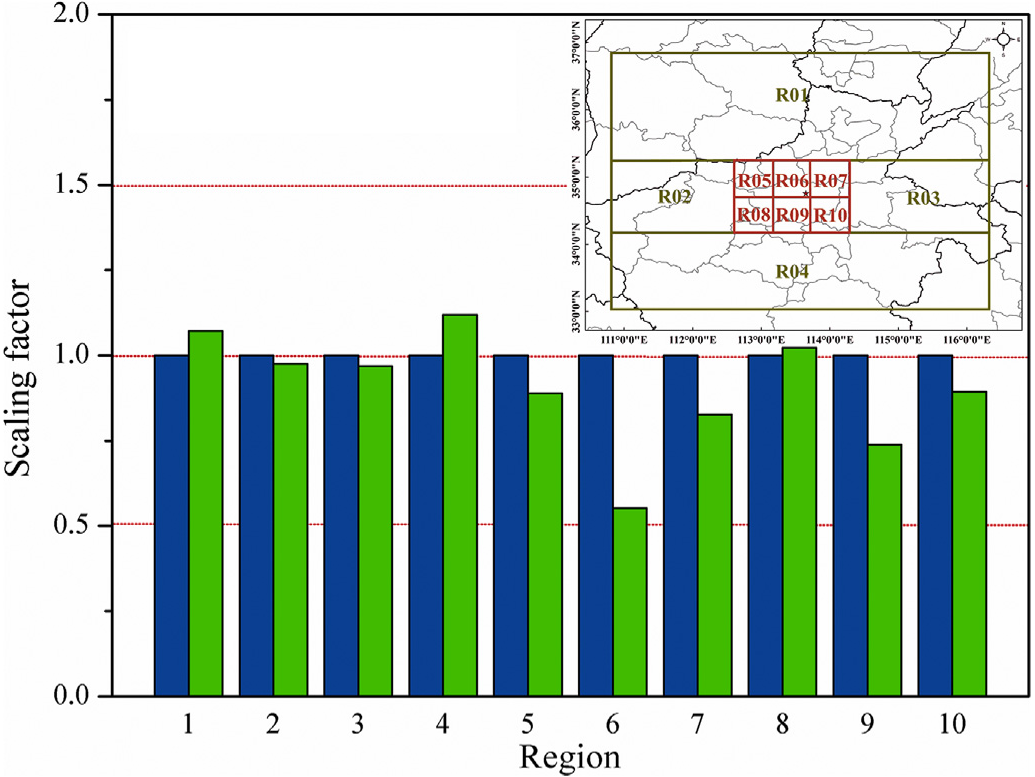 2.0
1.5
1.0
0.5
0.0
Scaling factor
1 2 3 4 5 6 7 8 9 10
Region
37°0'0"N
36°0'0"N
35°0'0"N
34°0'0"N
33°0'0"N
R01
R02 R05 R06 R07 R03
R08 R09 R10
R04
111°0'0"E 112°0'0"E 113°0'0"E 114°0'0"E 115°0'0"E 116°0'0"E
N
W E
S